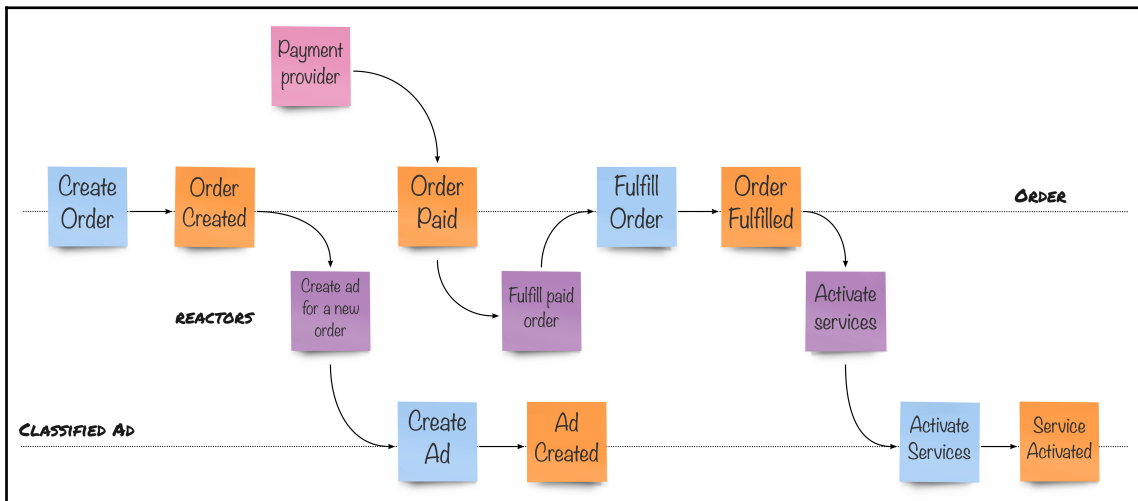 Payment
provider
Create
Order
Order
Created
Order
Paid
Fulfill
Order
Order
Fulfilled
ORDER
REACTORS
Create ad
for a new
order
Fulfill paid
order
Activate
services
CLASSIFIED AD
Create
Ad
Ad
Created
Activate
Services
Service
Activated